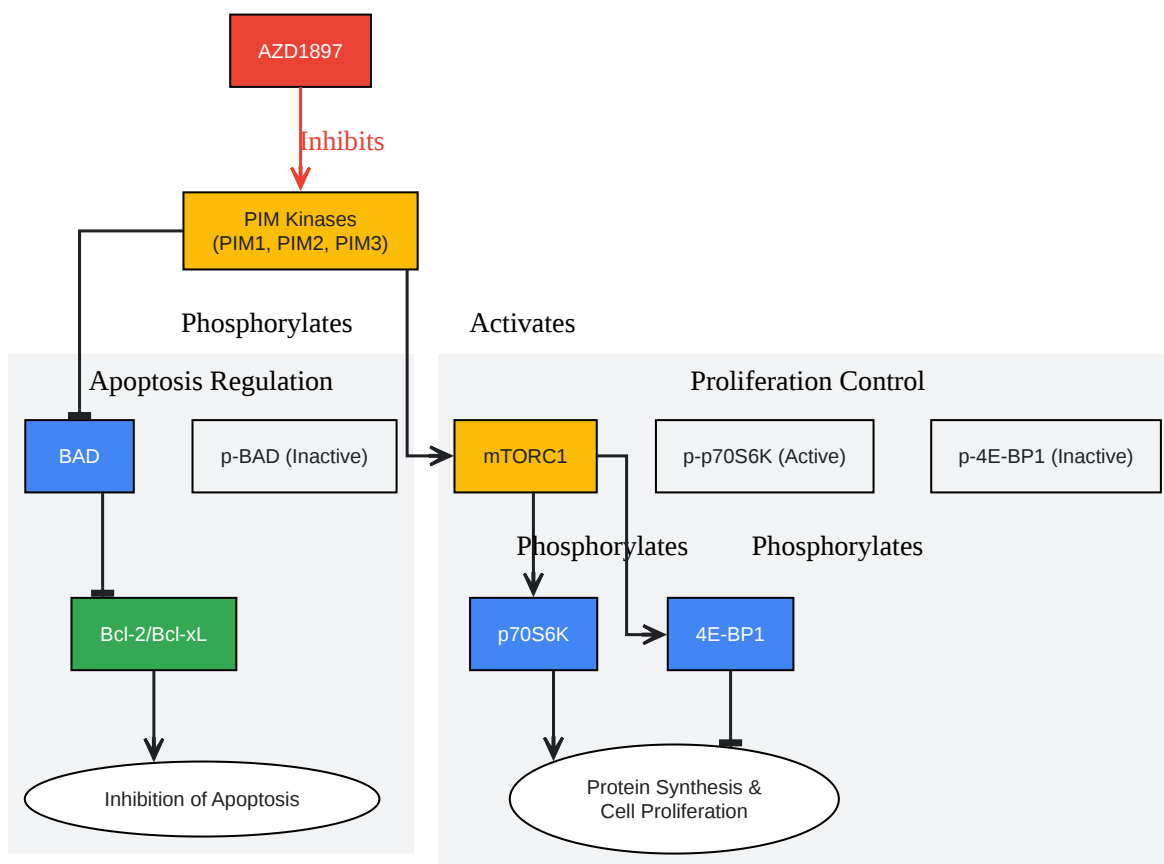 AZD1897
Inhibits
PIM Kinases
(PIM1, PIM2, PIM3)
Phosphorylates
Activates
Apoptosis Regulation
Proliferation Control
BAD
p-BAD (Inactive)
mTORC1
p-p70S6K (Active)
p-4E-BP1 (Inactive)
Phosphorylates
Phosphorylates
Bcl-2/Bcl-xL
p70S6K
4E-BP1
Inhibition of Apoptosis
Protein Synthesis &
Cell Proliferation